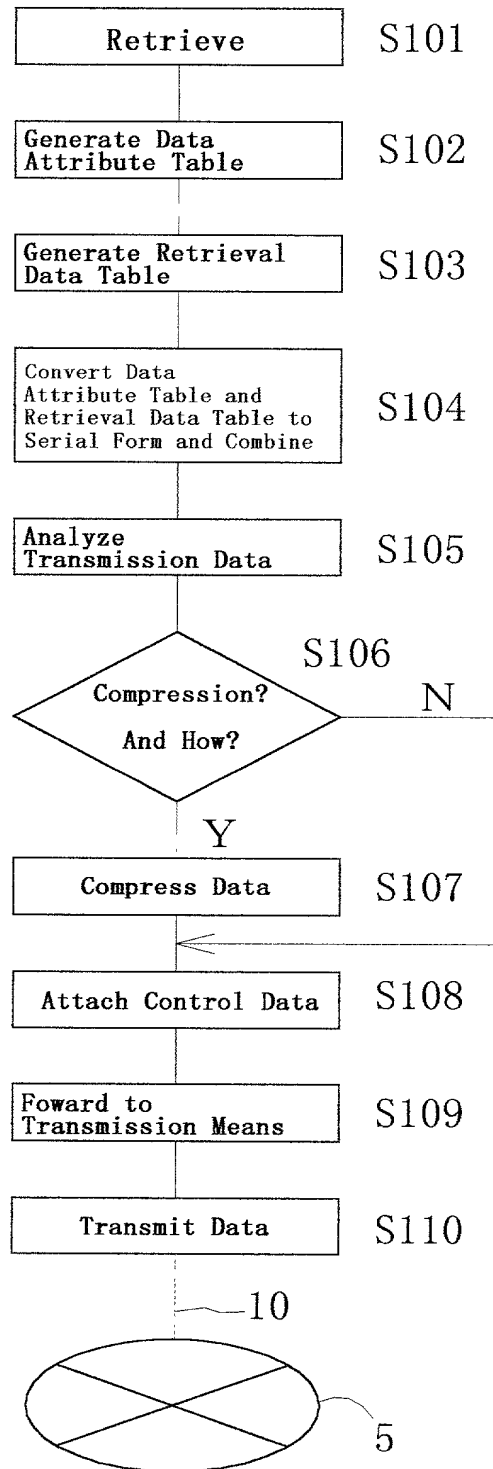 Retrieve
S101
Generate Data
Attribute Table
S102
Generate Retrieval
Data Table
S103
Convert Data
Attribute Table and
Retrieval Data Table to
Serial Form and Combine
S104
Analyze
Transmission Data
S105
S106
Compression?
And How?
N
Y
Compress Data
S107
Attach Control Data
S108
Foward to
Transmission Means
S109
Transmit Data
S110
10
5